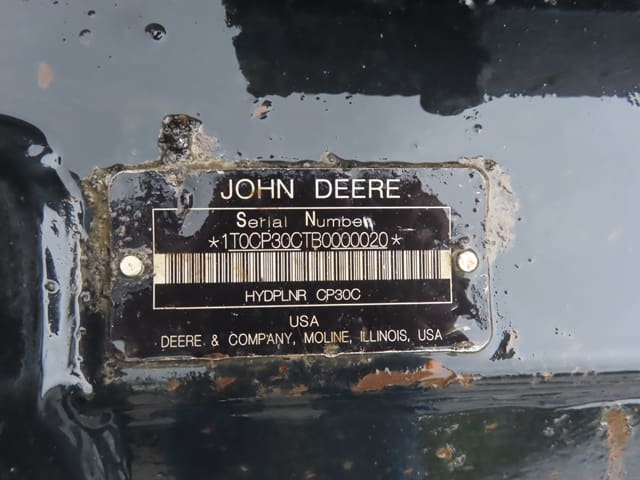 JOHN DEERE
Serial Number
*1T0CP30CTB0000020*
HYDPLNR CP30C
USA
DEERE & COMPANY, MOLINE, ILLINOIS, USA